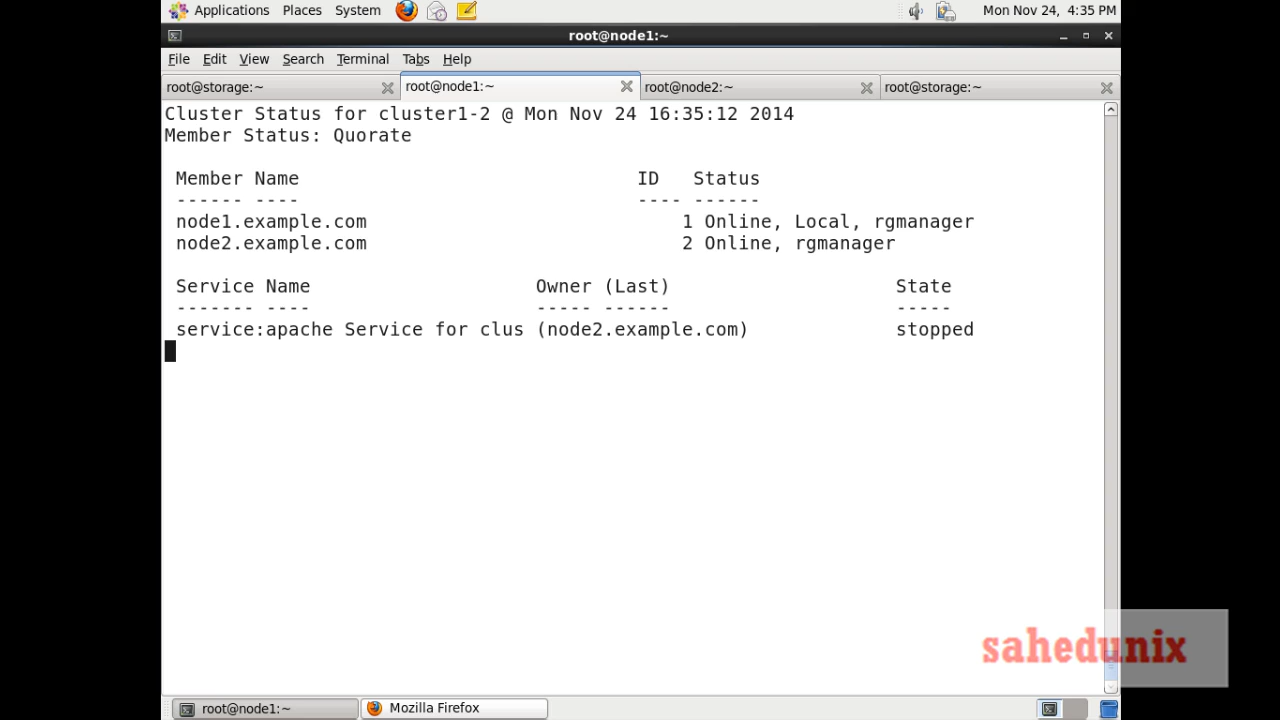 Applications Places System Mon Nov 24, 4:35 PM
root@node1:~
File Edit View Search Terminal Tabs Help
root@storage:~ root@node1:~ root@node2:~ root@storage:~
Cluster Status for cluster1-2 @ Mon Nov 24 16:35:12 2014
Member Status: Quorate
Member Name ID Status
------ ---- ---- ------
node1.example.com 1 Online, Local, rgmanager
node2.example.com 2 Online, rgmanager
Service Name Owner (Last) State
------- ---- ----- ------ -----
service:apache Service for clus (node2.example.com) stopped
sahedunix
root@node1:~ Mozilla Firefox